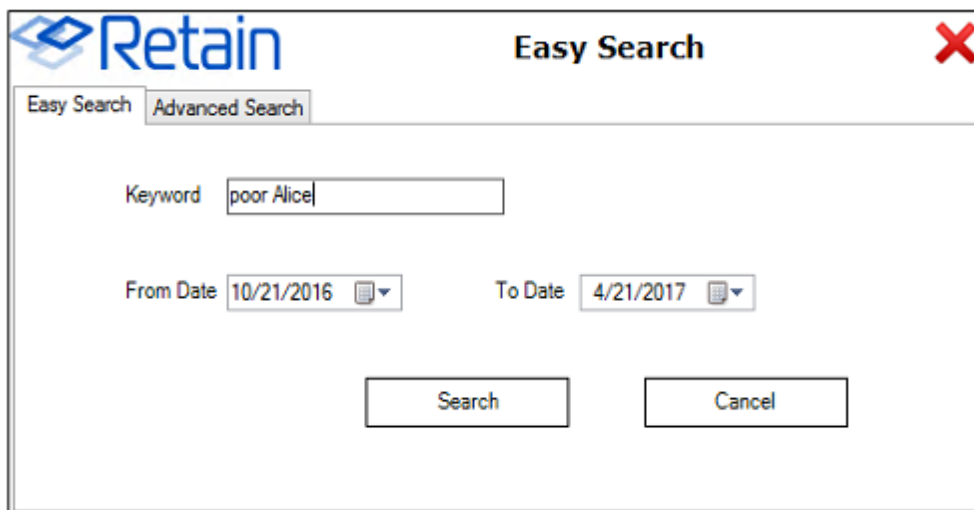 Retain Easy Search
Easy Search Advanced Search
Keyword poor Alice
From Date 10/21/2016 To Date 4/21/2017
Search Cancel